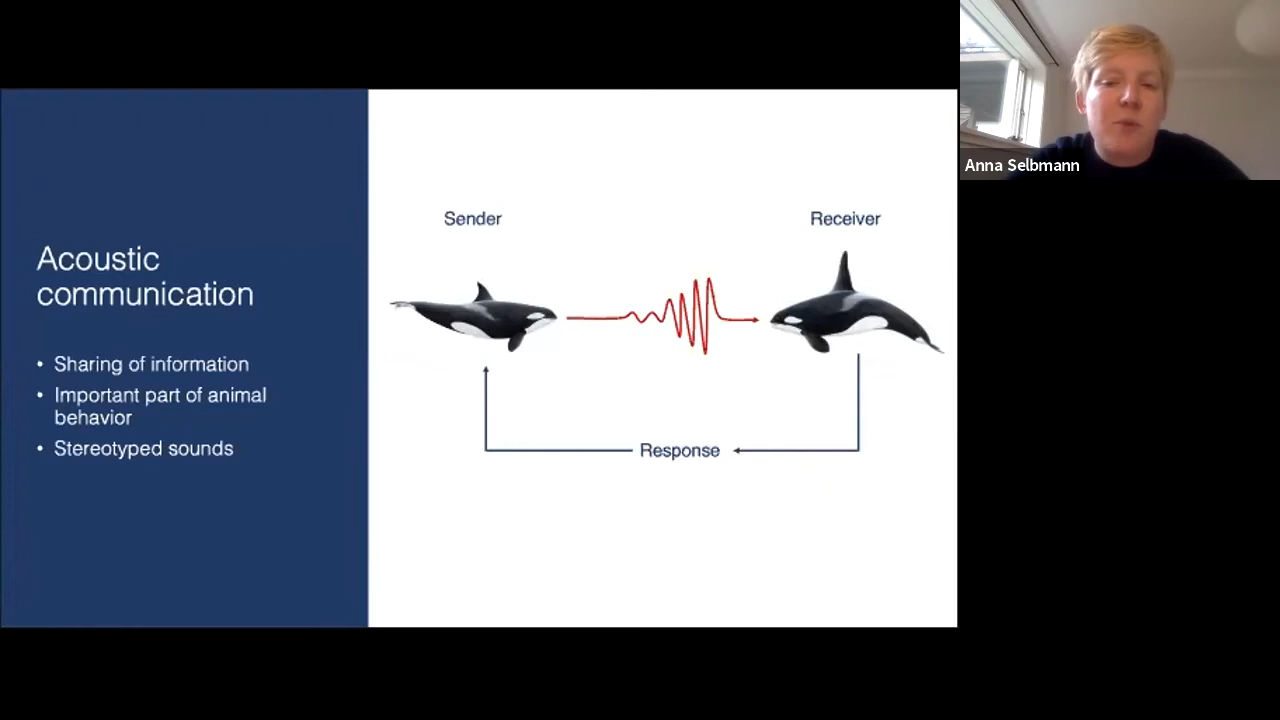 Acoustic
communication
• Sharing of information
• Important part of animal
behavior
• Stereotyped sounds
Sender
Receiver
Response
Anna Selbmann